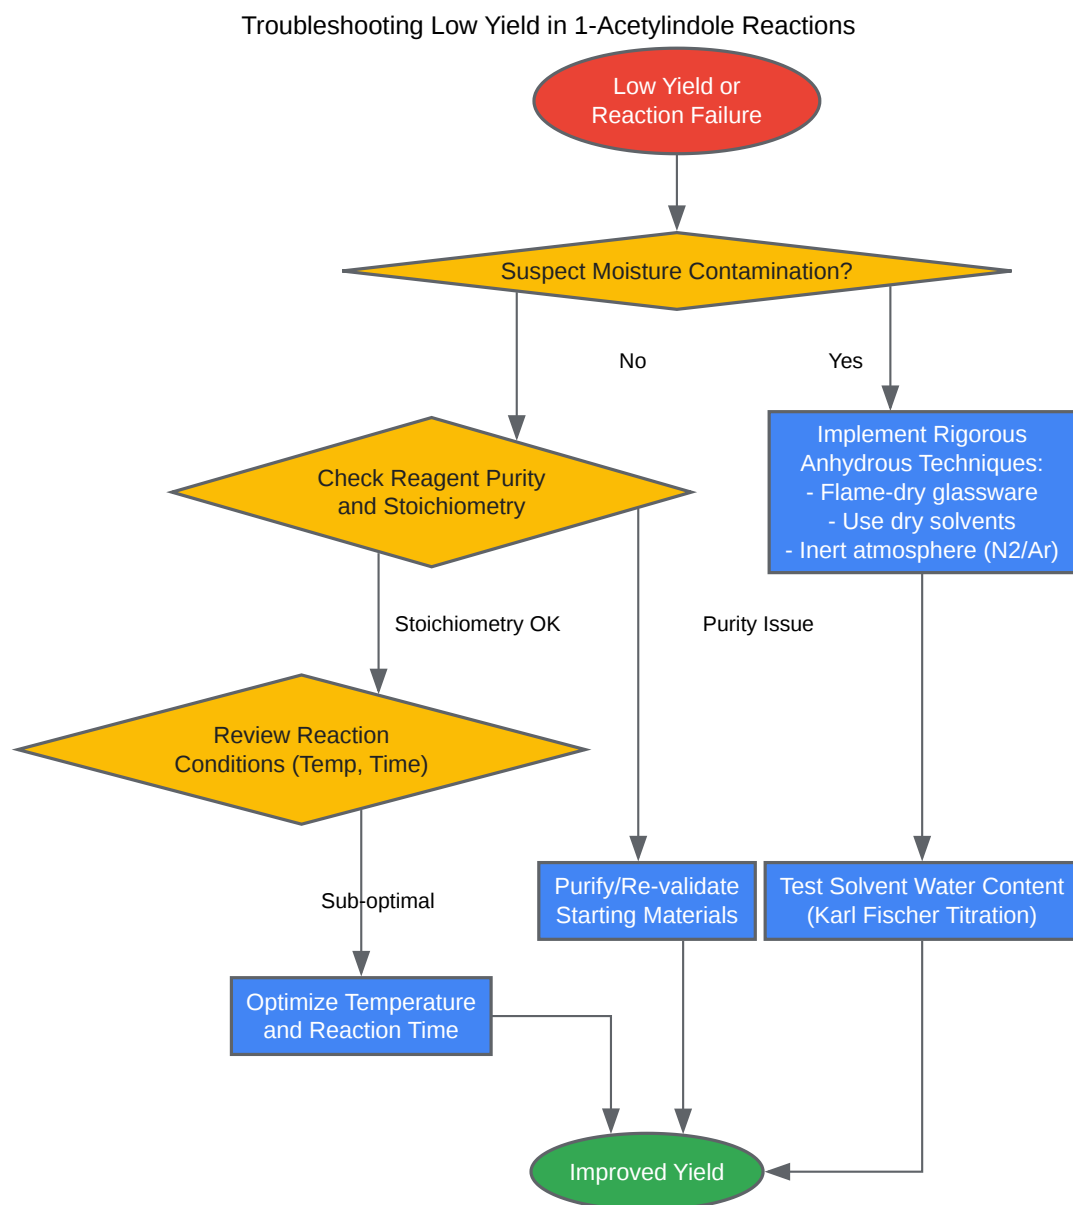 Troubleshooting Low Yield in 1-Acetylindole Reactions
Low Yield or
Reaction Failure
Suspect Moisture Contamination?
No
Yes
Implement Rigorous
Anhydrous Techniques:
- Flame-dry glassware
- Use dry solvents
- Inert atmosphere (N2/Ar)
Check Reagent Purity
and Stoichiometry
Stoichiometry OK
Purity Issue
Review Reaction
Conditions (Temp, Time)
Sub-optimal
Purify/Re-validate
Starting Materials
Test Solvent Water Content
(Karl Fischer Titration)
Optimize Temperature
and Reaction Time
Improved Yield